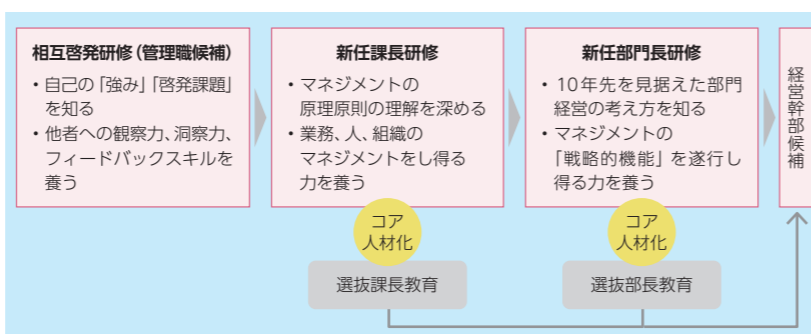 相互啓発研修（管理職候補）
・自己の「強み」「啓発課題」
を知る
・他者への観察力、洞察力、
フィードバックスキルを
養う
新任課長研修
・マネジメントの
原理原則の理解を深める
・業務、人、組織の
マネジメントをし得る
力を養う
新任部門長研修
・10年先を見据えた部門
経営の考え方を知る
・マネジメントの
「戦略的機能」を遂行し
得る力を養う
経営幹部候補
コア
人材化
選抜課長教育
コア
人材化
選抜部長教育